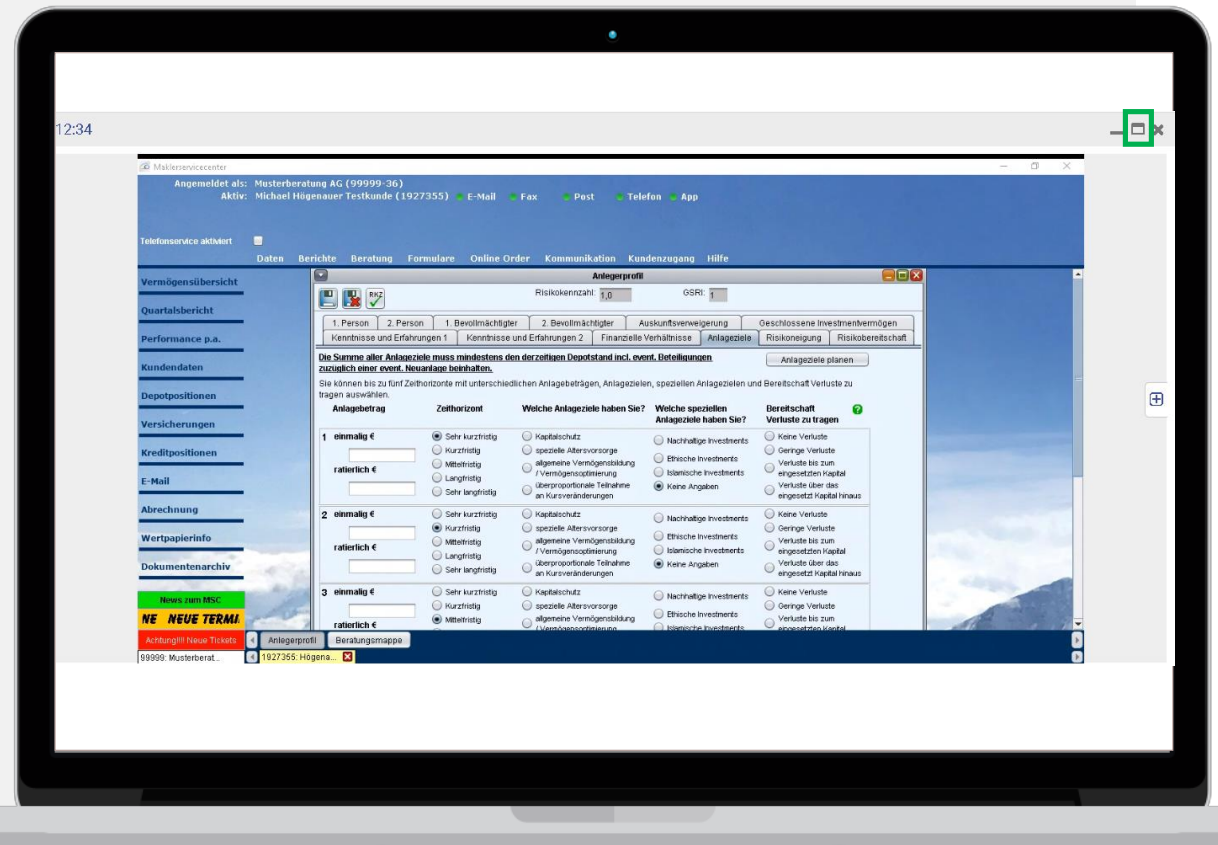 12:34
Maklerservicecenter
Angemeldet als: Musterberatung AG (99999-36)
Aktiv: Michael Högenauer Testkunde (1927355) E-Mail Fax Post Telefon App
Telefonservice aktiviert
Daten Berichte Beratung Formulare Online Order Kommunikation Kundenzugang Hilfe
Vermögensübersicht
Quartalsbericht
Performance p.a.
Kundendaten
Depotpositionen
Versicherungen
Kreditpositionen
E-Mail
Abrechnung
Wertpapierinfo
Dokumentenarchiv
News zum MSC
NE NEUE TERMI
Achtung!!!! Neue Tickets
99999: Musterberat...
Anlegerprofil
RKZ
Risikokennzahl: 1,0 GSRI: 1
1. Person 2. Person 1. Bevollmächtigter 2. Bevollmächtigter Auskunftsverweigerung Geschlossene Investmentvermögen
Kenntnisse und Erfahrungen 1 Kenntnisse und Erfahrungen 2 Finanzielle Verhältnisse Anlageziele Risikoneigung Risikobereitschaft
Die Summe aller Anlageziele muss mindestens den derzeitigen Depotstand incl. event. Beteiligungen
zuzüglich einer event. Neuanlage beinhalten.
Anlageziele planen
Sie können bis zu fünf Zeithorizonte mit unterschiedlichen Anlagebeträgen, Anlagezielen, speziellen Anlagezielen und Bereitschaft Verluste zu
tragen auswählen.
Anlagebetrag Zeithorizont Welche Anlageziele haben Sie? Welche speziellen
Anlageziele haben Sie? Bereitschaft
Verluste zu tragen
1 einmalig €
ratierlich €
Sehr kurzfristig
Kurzfristig
Mittelfristig
Langfristig
Sehr langfristig
Kapitalschutz
spezielle Altersvorsorge
allgemeine Vermögensbildung
/ Vermögensoptimierung
überproportionale Teilnahme
an Kursveränderungen
Nachhaltige Investments
Ethische Investments
Islamische Investments
Keine Angaben
Keine Verluste
Geringe Verluste
Verluste bis zum
eingesetzten Kapital
Verluste über das
eingesetzt Kapital hinaus
2 einmalig €
ratierlich €
Sehr kurzfristig
Kurzfristig
Mittelfristig
Langfristig
Sehr langfristig
Kapitalschutz
spezielle Altersvorsorge
allgemeine Vermögensbildung
/ Vermögensoptimierung
überproportionale Teilnahme
an Kursveränderungen
Nachhaltige Investments
Ethische Investments
Islamische Investments
Keine Angaben
Keine Verluste
Geringe Verluste
Verluste bis zum
eingesetzten Kapital
Verluste über das
eingesetzt Kapital hinaus
3 einmalig €
ratierlich €
Sehr kurzfristig
Kurzfristig
Mittelfristig
Kapitalschutz
spezielle Altersvorsorge
allgemeine Vermögensbildung
/ Vermögensoptimierung
Nachhaltige Investments
Ethische Investments
Islamische Investments
Keine Verluste
Geringe Verluste
Verluste bis zum
eingesetzten Kapital
Anlegerprofil Beratungsmappe
1927355: Högena...